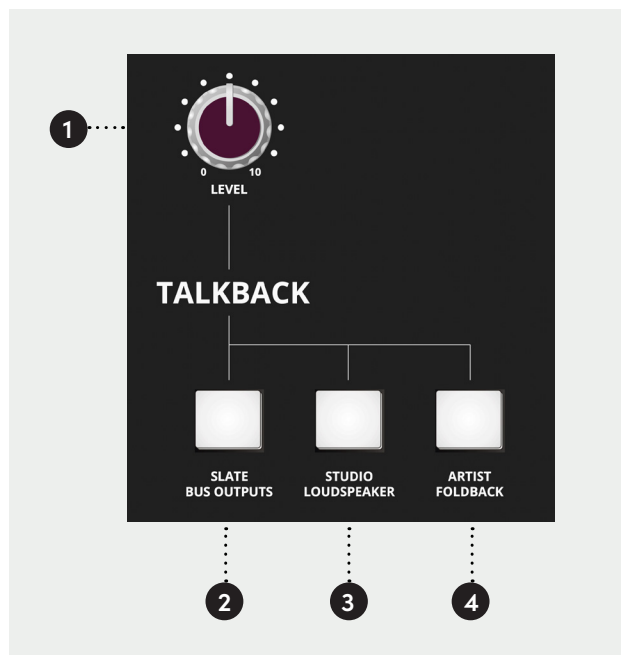 1
0 10
LEVEL
TALKBACK
SLATE
BUS OUTPUTS
STUDIO
LOUDSPEAKER
ARTIST
FOLDBACK
2 3 4